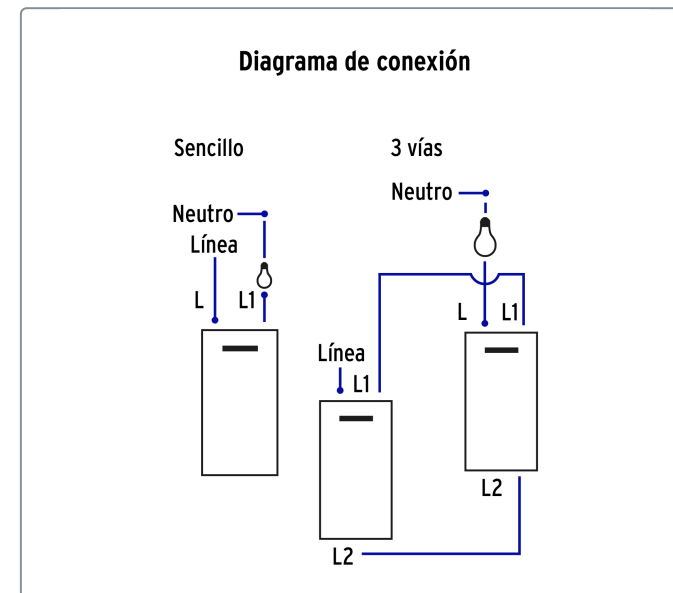 Diagrama de conexión
Sencillo
Neutro
Línea
L L1
3 vías
Neutro
L L1
Línea
L1
L2
L2